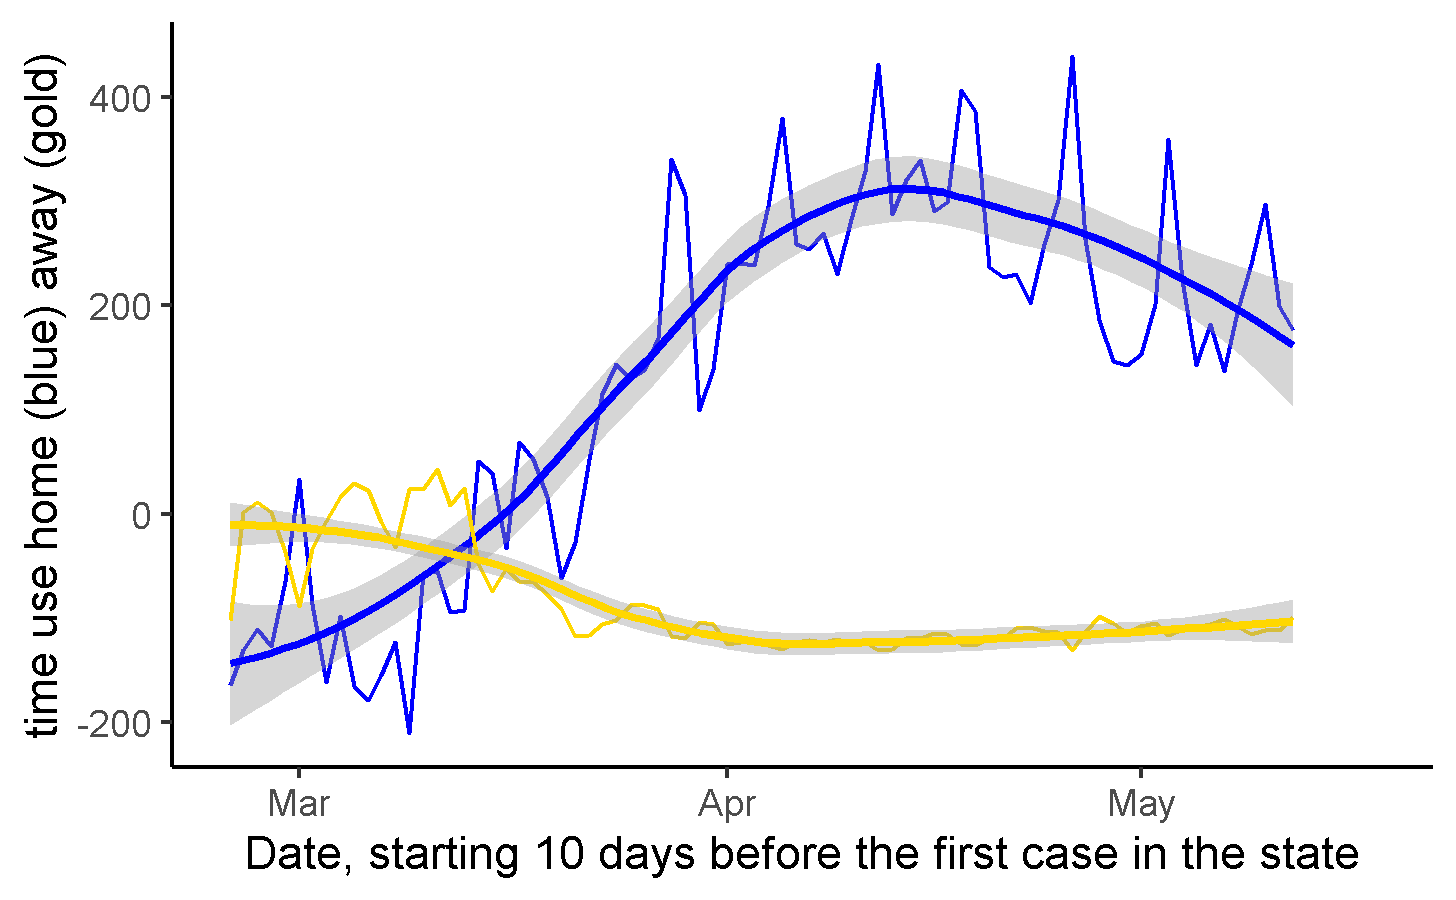 time use home (blue) away (gold)
400
200
0
-200
Mar Apr May
Date, starting 10 days before the first case in the state